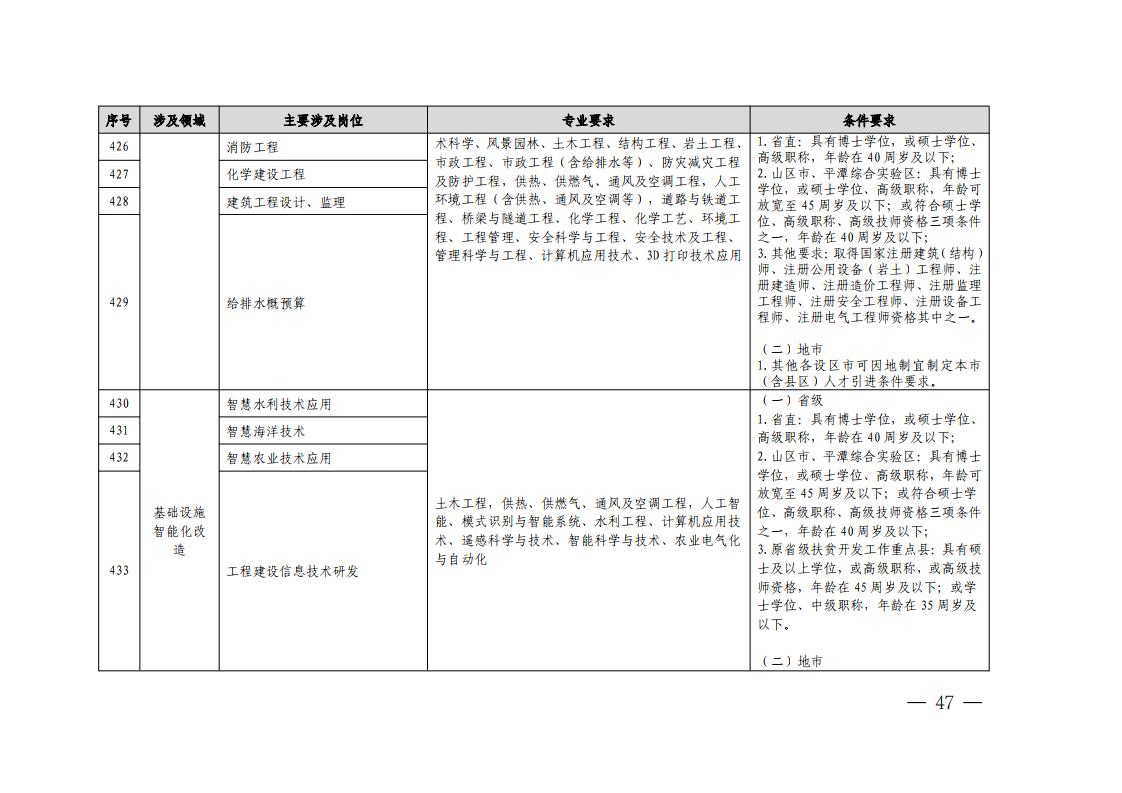 序号 涉及领域 主要涉及岗位 专业要求 条件要求
426 消防工程
427 化学建设工程
428 建筑工程设计、监理
429 给排水概预算
术科学、风景园林、土木工程、结构工程、岩土工程、
市政工程、市政工程（含给排水等）、防灾减灾工程
及防护工程，供热、供燃气、通风及空调工程，人工
环境工程（含供热、通风及空调等），道路与铁道工
程、桥梁与隧道工程、化学工程、化学工艺、环境工
程、工程管理、安全科学与工程、安全技术及工程、
管理科学与工程、计算机应用技术、3D打印技术应用
1.省直：具有博士学位，或硕士学位、
高级职称，年龄在 40 周岁及以下；
2.山区市、平潭综合实验区：具有博士
学位，或硕士学位、高级职称，年龄可
放宽至 45 周岁及以下；或符合硕士学
位、高级职称、高级技师资格三项条件
之一，年龄在 40 周岁及以下；
3.其他要求：取得国家注册建筑（结构）
师、注册公用设备（岩土）工程师、注
册建造师、注册造价工程师、注册监理
工程师、注册安全工程师、注册设备工
程师、注册电气工程师资格其中之一。
（二）地市
1.其他各设区市可因地制宜制定本市
（含县区）人才引进条件要求。
430 智慧水利技术应用
431 智慧海洋技术
432 智慧农业技术应用
433 工程建设信息技术研发
基础设施
智能化改
造
土木工程，供热、供燃气、通风及空调工程，人工智
能、模式识别与智能系统、水利工程、计算机应用技
术、遥感科学与技术、智能科学与技术、农业电气化
与自动化
（一）省级
1.省直：具有博士学位，或硕士学位、
高级职称，年龄在 40 周岁及以下；
2.山区市、平潭综合实验区：具有博士
学位，或硕士学位、高级职称，年龄可
放宽至 45 周岁及以下；或符合硕士学
位、高级职称、高级技师资格三项条件
之一，年龄在 40 周岁及以下；
3.原省级扶贫开发工作重点县：具有硕
士及以上学位，或高级职称，或高级技
师资格，年龄在 45 周岁及以下；或学
士学位、中级职称，年龄在 35 周岁及
以下。
（二）地市
— 47 —